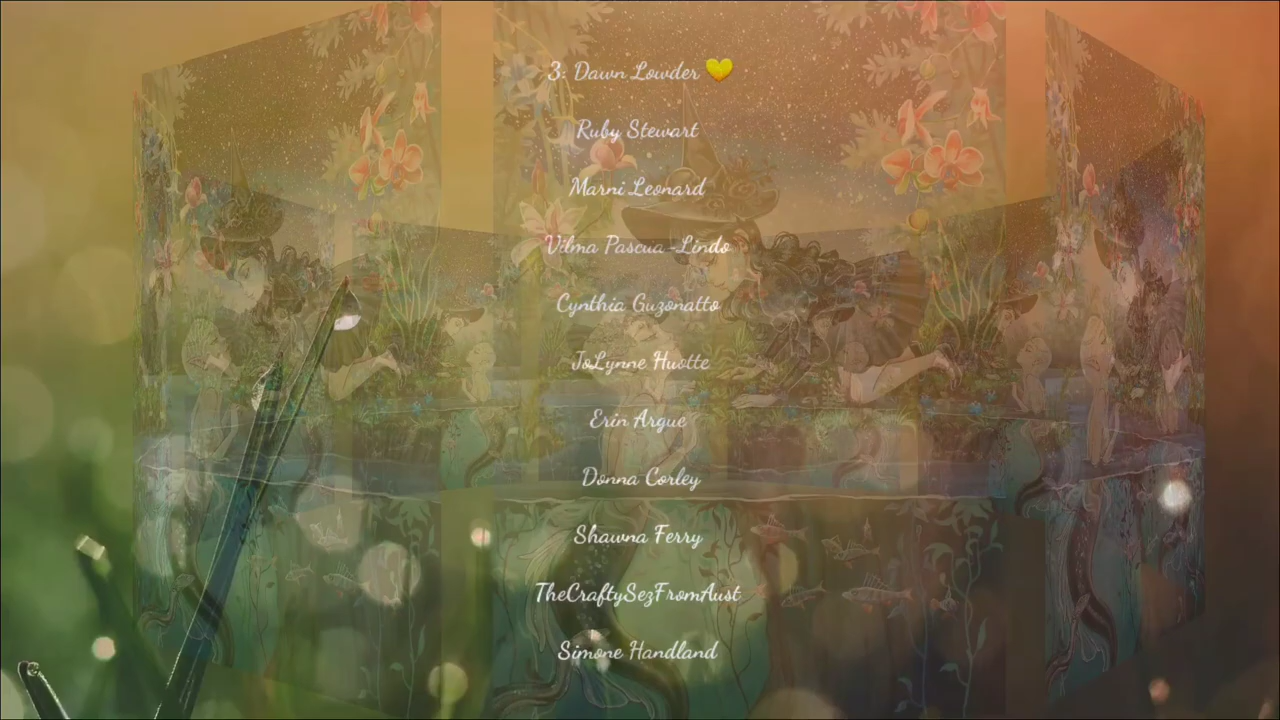 3: Dawn Lowder 💛
Ruby Stewart
Marni Leonard
Vilma Pascua -Lindo
Cynthia Guzonatto
JoLynne Huotte
Erin Argue
Donna Corley
Shawna Ferry
TheCraftySezFromAust
Simone Handland